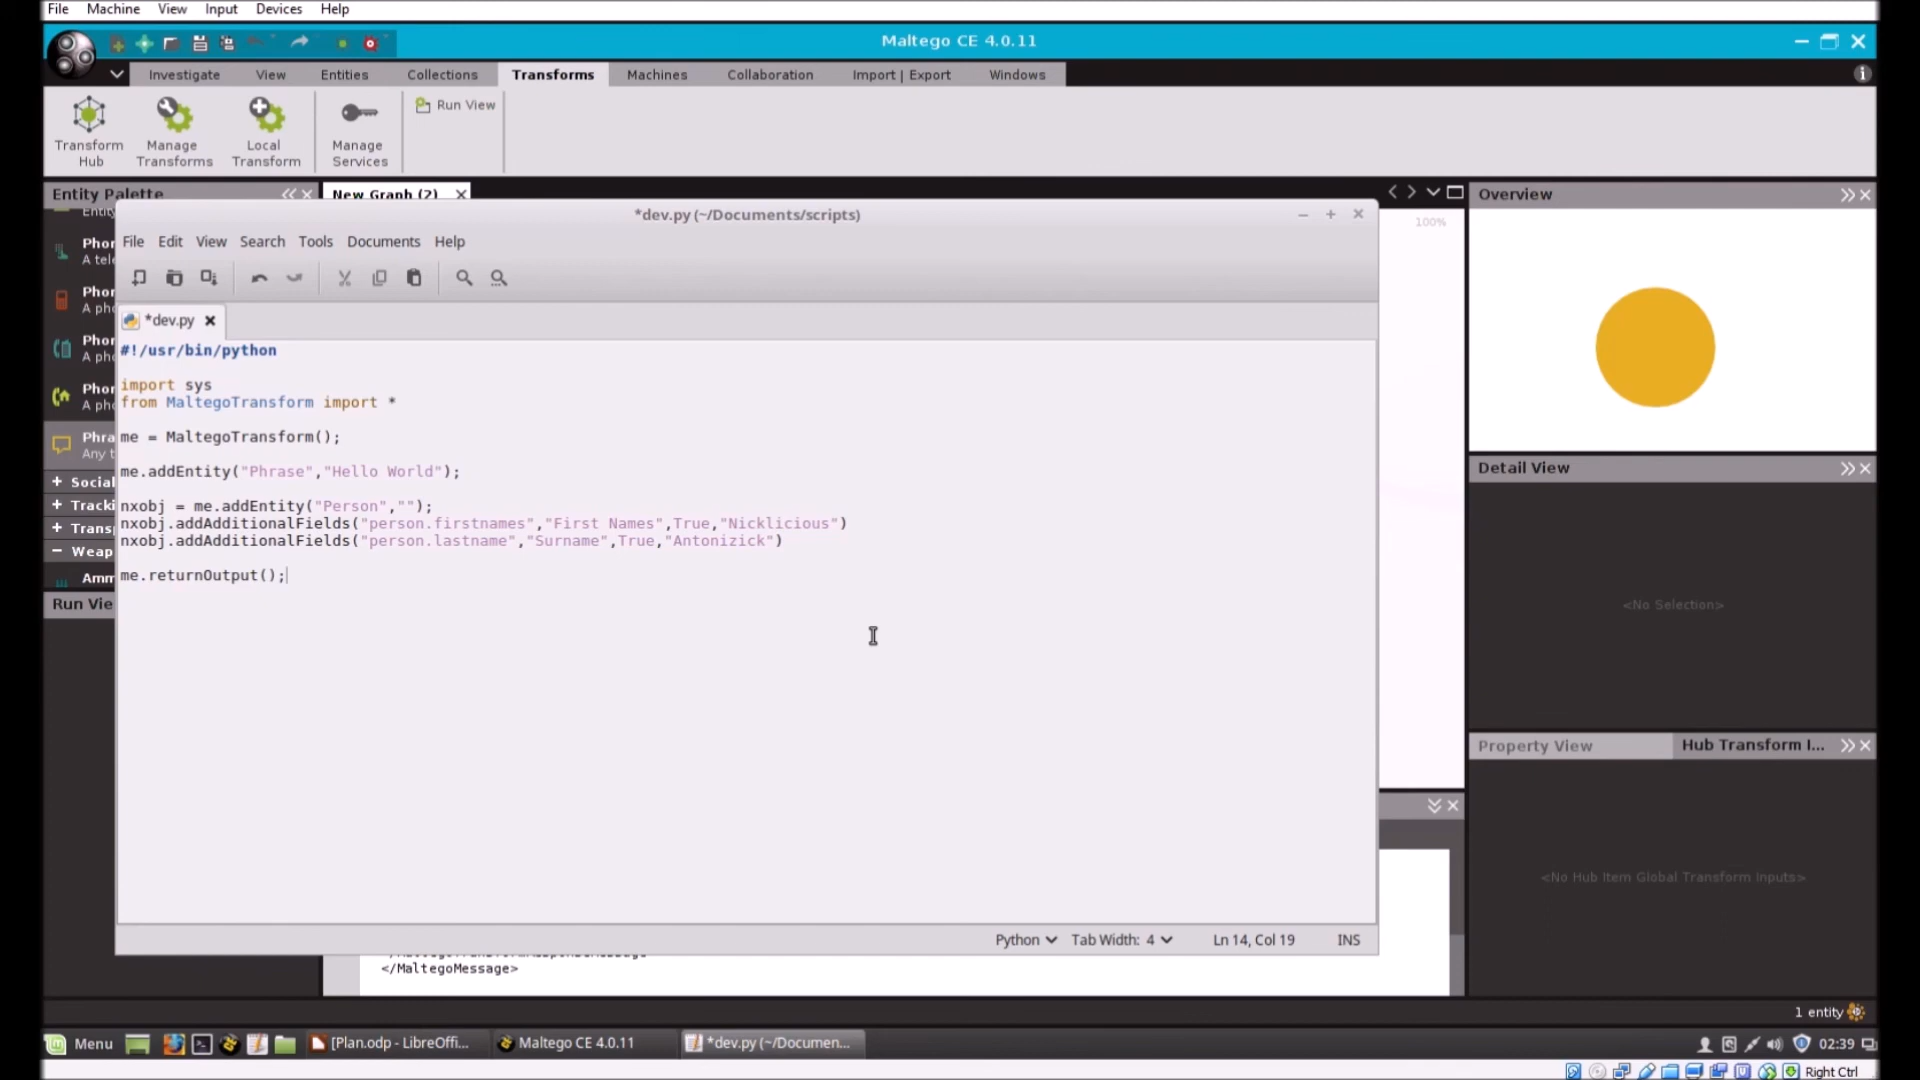 File Machine View Input Devices Help
Maltego CE 4.0.11
Investigate View Entities Collections Transforms Machines Collaboration Import | Export Windows
Run View
Transform Hub
Manage Transforms
Local Transform
Manage Services
Entity Palette
New Graph (2)
Overview
100%
*dev.py (~/Documents/scripts)
File Edit View Search Tools Documents Help
*dev.py
#!/usr/bin/python
import sys
from MaltegoTransform import *
me = MaltegoTransform();
me.addEntity("Phrase","Hello World");
nxobj = me.addEntity("Person","");
nxobj.addAdditionalFields("person.firstnames","First Names",True,"Nicklicious")
nxobj.addAdditionalFields("person.lastname","Surname",True,"Antonizick")
me.returnOutput();
Python Tab Width: 4 Ln 14, Col 19 INS
Entity
Phor
A tele
Phor
A pho
Phor
A pho
Phor
A pho
Phra
Any t
+ Social
+ Tracki
+ Trans
− Weap
Amm
Run Vie
Detail View
<No Selection>
Property View
Hub Transform I...
<No Hub Item Global Transform Inputs>
</MaltegoMessage>
1 entity
Menu
[Plan.odp - LibreOffi...
Maltego CE 4.0.11
*dev.py (~/Documen...
02:39
Right Ctrl